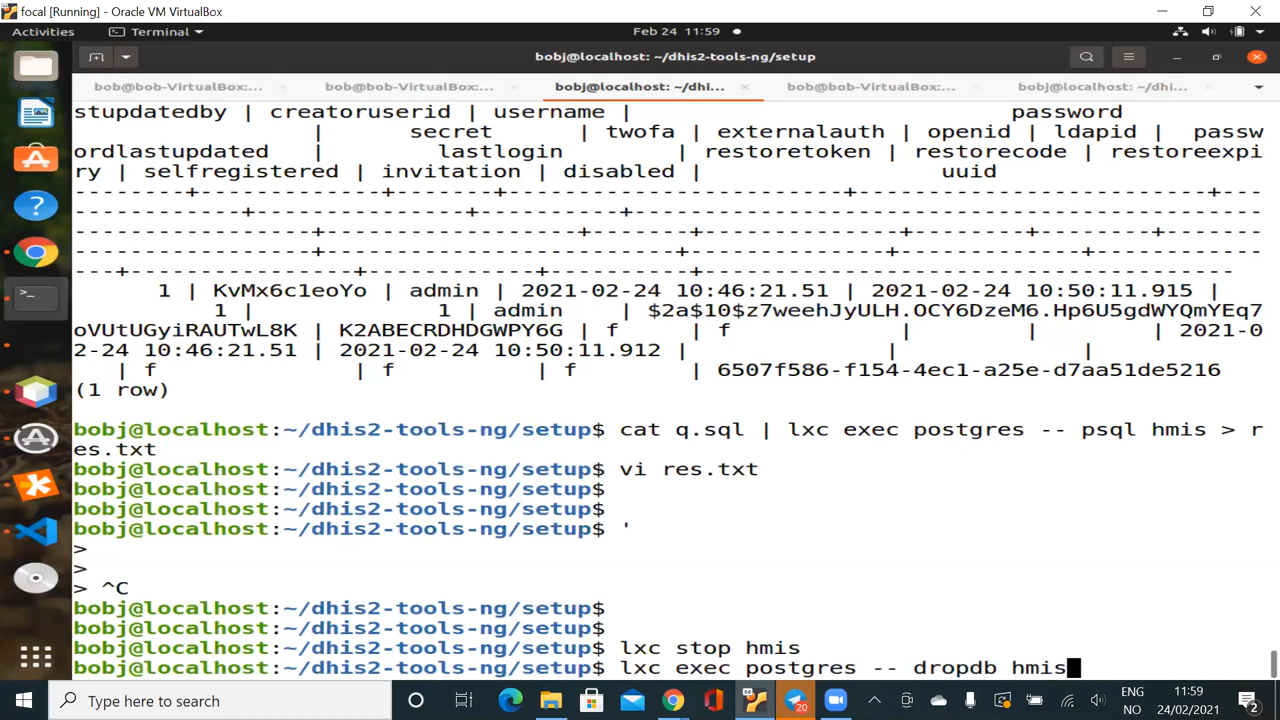 focal [Running] - Oracle VM VirtualBox
Activities Terminal Feb 24 11:59
bobj@localhost: ~/dhis2-tools-ng/setup
bob@bob-VirtualBox:... bob@bob-VirtualBox:... bobj@localhost: ~/dhi... bob@bob-VirtualBox:... bobj@localhost: ~/dhi...
stupdatedby | creatoruserid | username | password
| secret | twofa | externalauth | openid | ldapid | passw
ordlastupdated | lastlogin | restoretoken | restorecode | restoreexpi
ry | selfregistered | invitation | disabled | uuid
--------+-------------+-------+------------------------+-------------------------+---
------------+---------------+----------+---------------------------------------------
-----------------+------------------+---------+------------+-----------------+-------
-----------------+-------------------------+--------------+-------------+------------
---+----------------+------------+----------+-----------------------------------------
1 | KvMx6c1eoYo | admin | 2021-02-24 10:46:21.51 | 2021-02-24 10:50:11.915 |
1 | 1 | admin | $2a$10$z7weehJyULH.OCY6DzeM6.Hp6U5gdWYQmYEq7
oVUtUGyiRAUTwL8K | K2ABECRDHDGWPY6G | f | f | | | 2021-0
2-24 10:46:21.51 | 2021-02-24 10:50:11.912 | | |
| f | f | f | 6507f586-f154-4ec1-a25e-d7aa51de5216
(1 row)
bobj@localhost:~/dhis2-tools-ng/setup$ cat q.sql | lxc exec postgres -- psql hmis > r
es.txt
bobj@localhost:~/dhis2-tools-ng/setup$ vi res.txt
bobj@localhost:~/dhis2-tools-ng/setup$
bobj@localhost:~/dhis2-tools-ng/setup$
bobj@localhost:~/dhis2-tools-ng/setup$ '
>
>
> ^C
bobj@localhost:~/dhis2-tools-ng/setup$
bobj@localhost:~/dhis2-tools-ng/setup$
bobj@localhost:~/dhis2-tools-ng/setup$ lxc stop hmis
bobj@localhost:~/dhis2-tools-ng/setup$ lxc exec postgres -- dropdb hmis
Type here to search
20
ENG
NO
11:59
24/02/2021
2